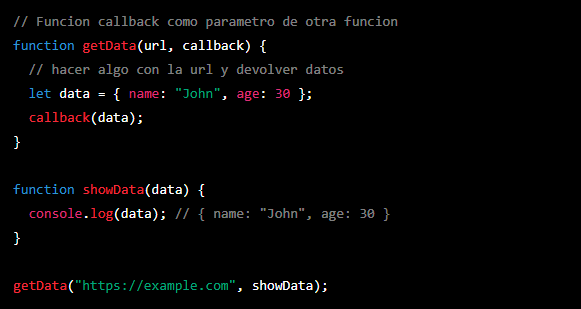 // Funcion callback como parametro de otra funcion
function getData(url, callback) {
  // hacer algo con la url y devolver datos
  let data = { name: "John", age: 30 };
  callback(data);
}

function showData(data) {
  console.log(data); // { name: "John", age: 30 }
}

getData("https://example.com", showData);